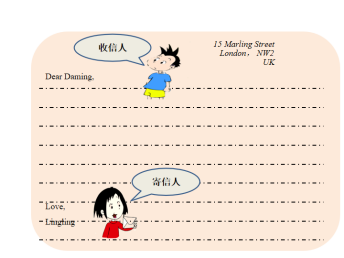 收信人
15 Marling Street
London， NW2
UK
Dear Daming,
寄信人
Love,
Lingling